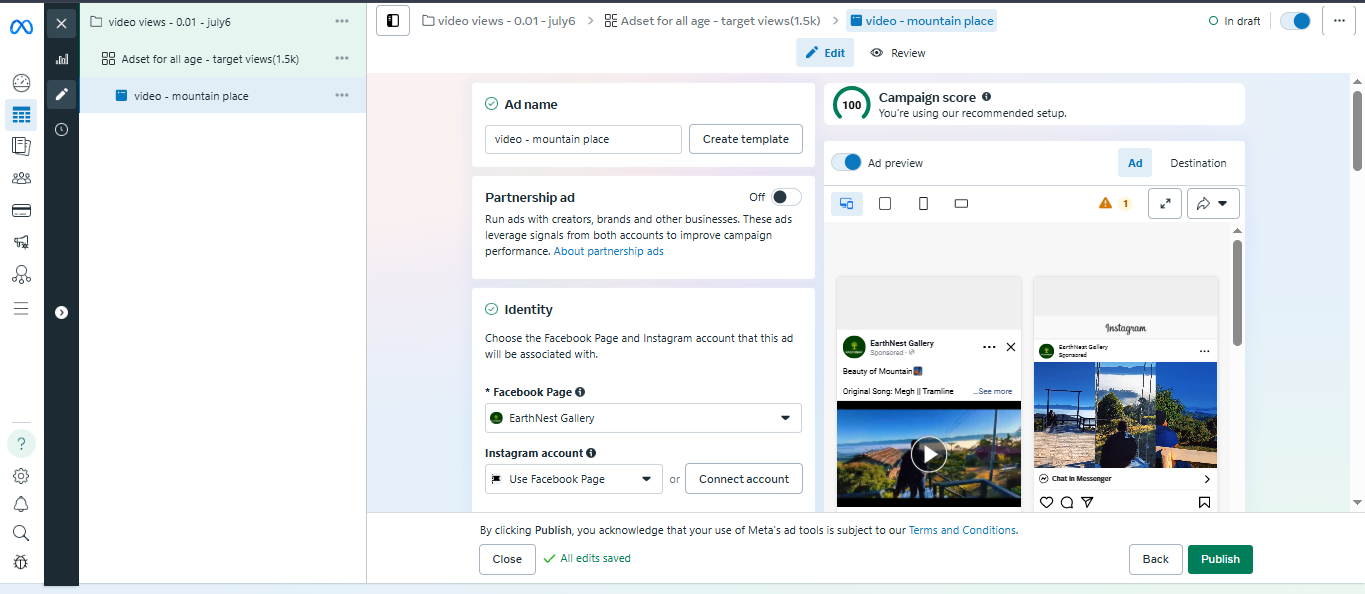 video views - 0.01 - july6
Adset for all age - target views(1.5k)
video - mountain place
video views - 0.01 - july6
Adset for all age - target views(1.5k)
video - mountain place
In draft
Edit
Review
Ad name
video - mountain place
Create template
Partnership ad
Off
Run ads with creators, brands and other businesses. These ads
leverage signals from both accounts to improve campaign
performance. About partnership ads
Identity
Choose the Facebook Page and Instagram account that this ad
will be associated with.
* Facebook Page
EarthNest Gallery
Instagram account
Use Facebook Page
or
Connect account
100
Campaign score
You're using our recommended setup.
Ad preview
Ad
Destination
1
EarthNest Gallery
Sponsored ·
Beauty of Mountain
Original Song: Megh || Tramline
...See more
Instagram
EarthNest Gallery
Sponsored
Chat in Messenger
By clicking Publish, you acknowledge that your use of Meta's ad tools is subject to our Terms and Conditions.
Close
All edits saved
Back
Publish